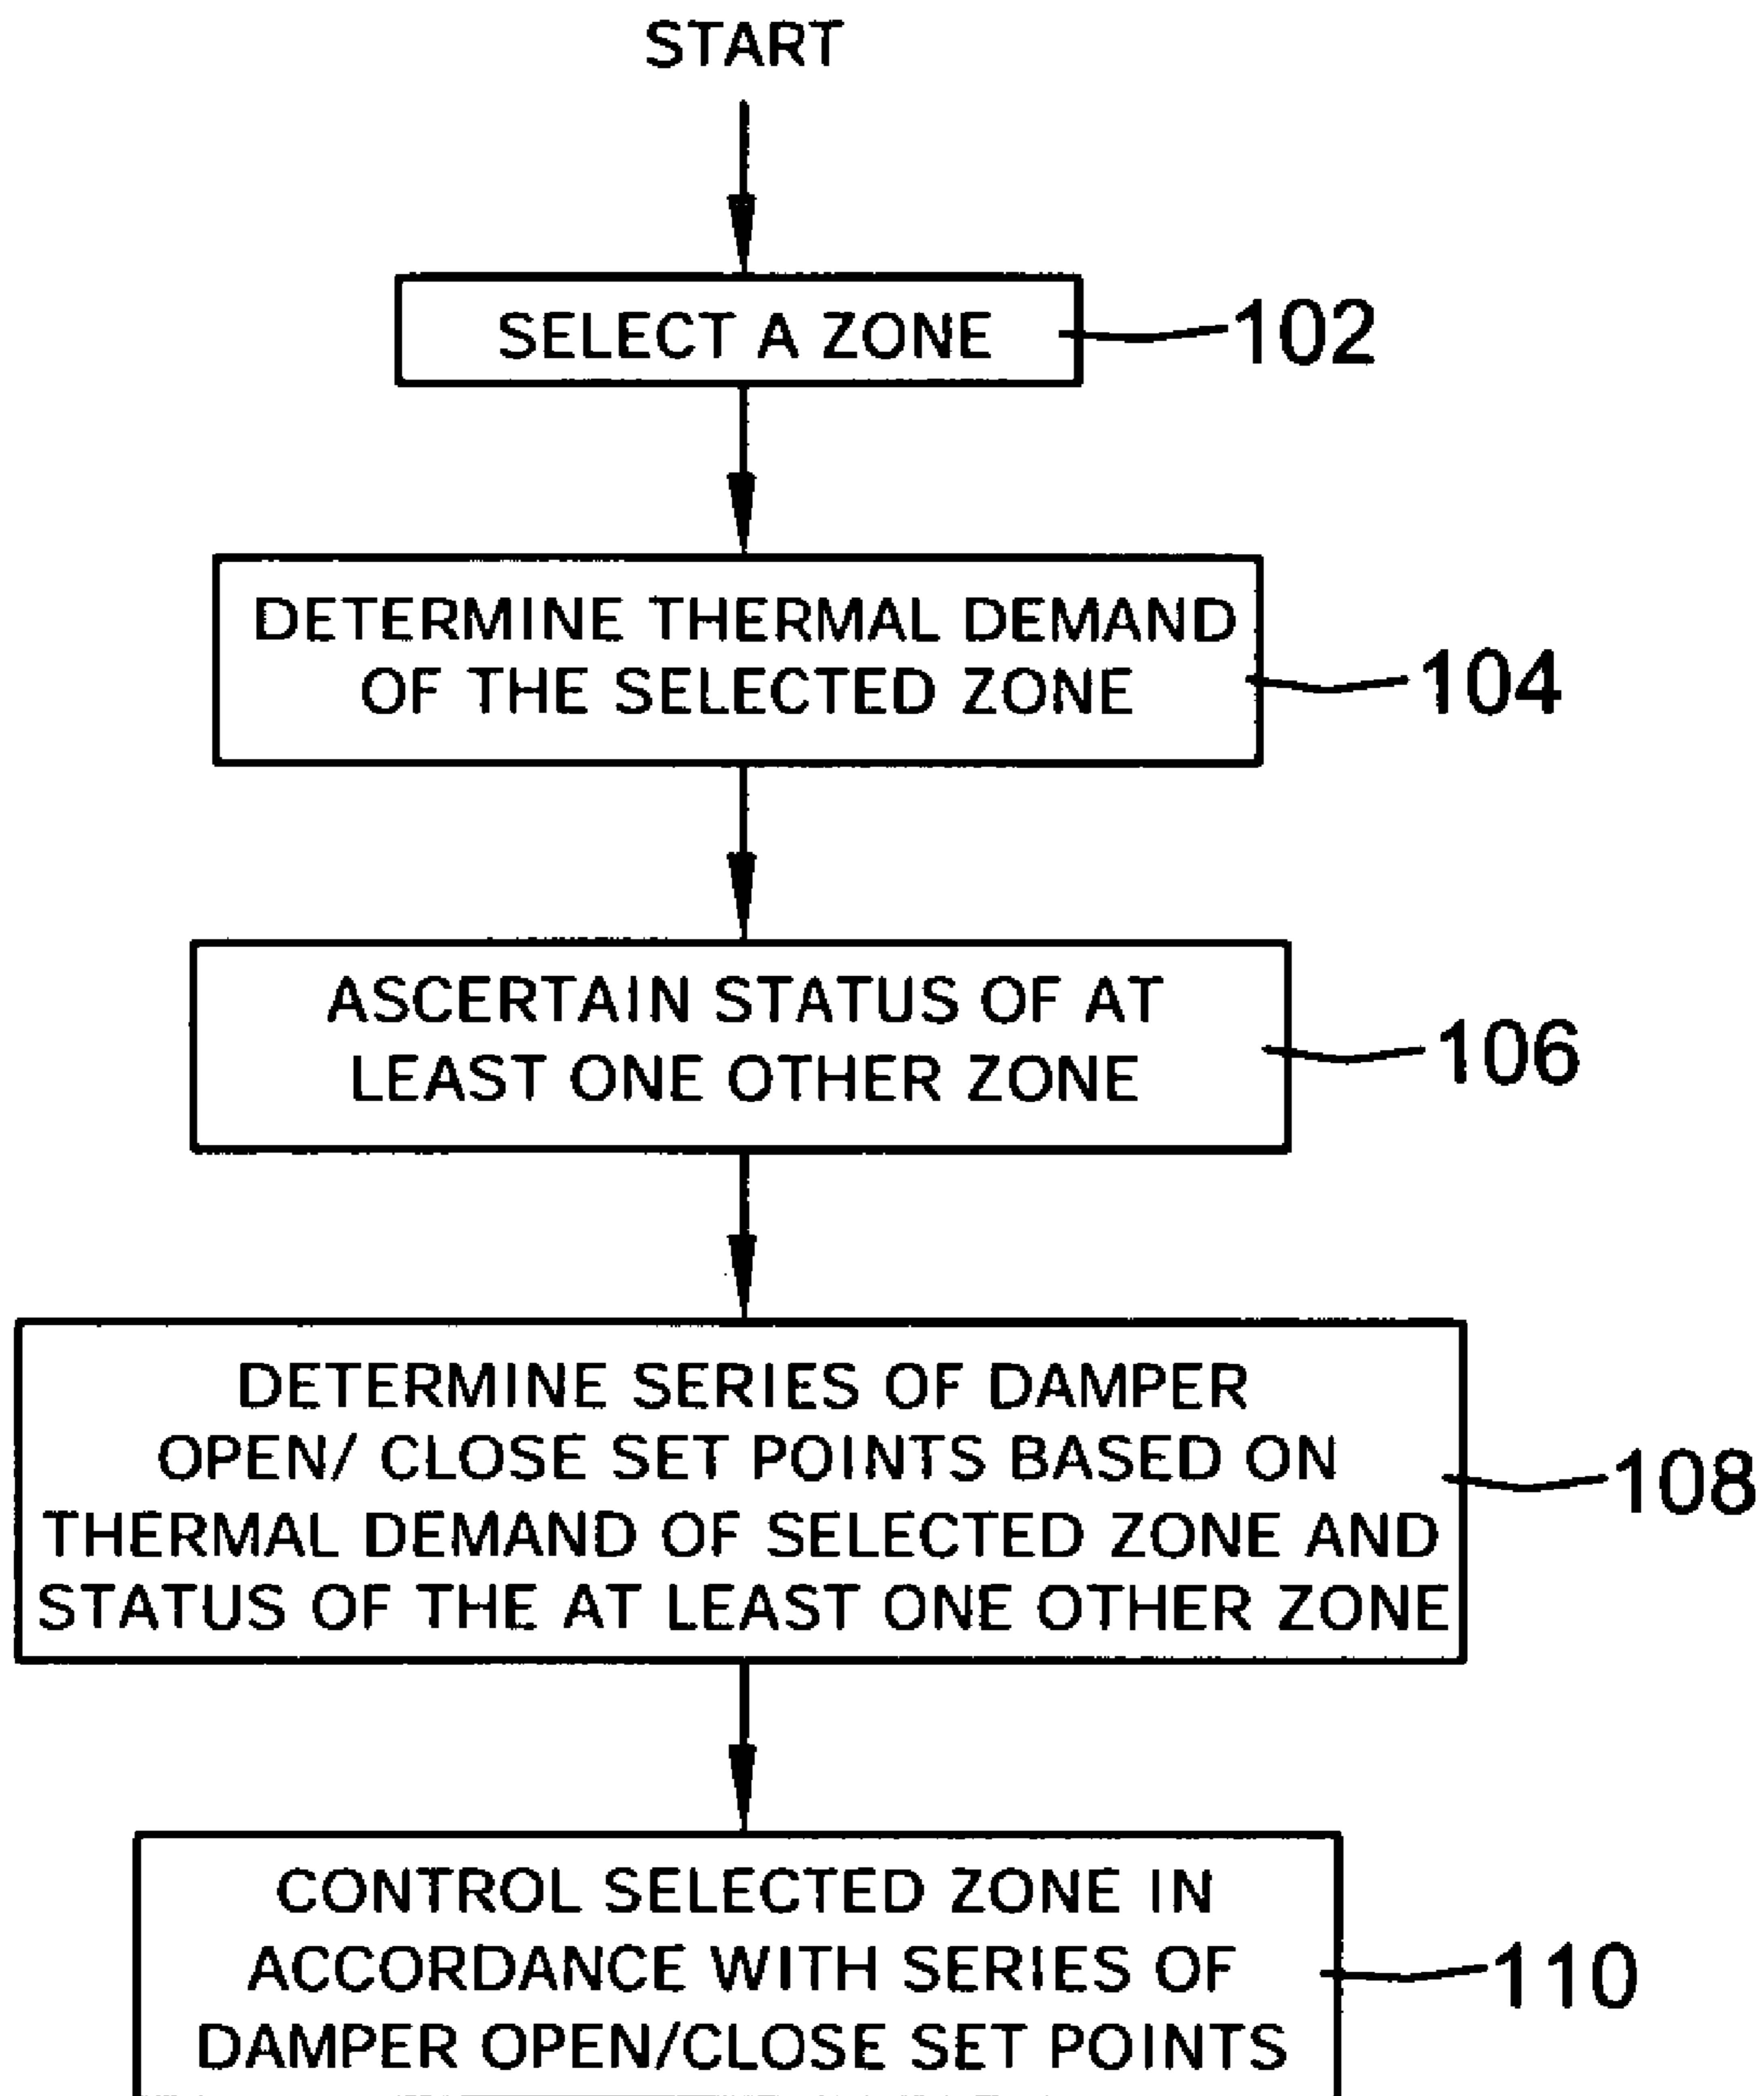 START
SELECT A ZONE
102
DETERMINE THERMAL DEMAND
OF THE SELECTED ZONE
104
ASCERTAIN STATUS OF AT
LEAST ONE OTHER ZONE
106
DETERMINE SERIES OF DAMPER
OPEN/ CLOSE SET POINTS BASED ON
THERMAL DEMAND OF SELECTED ZONE AND
STATUS OF THE AT LEAST ONE OTHER ZONE
108
CONTROL SELECTED ZONE IN
ACCORDANCE WITH SERIES OF
DAMPER OPEN/CLOSE SET POINTS
110